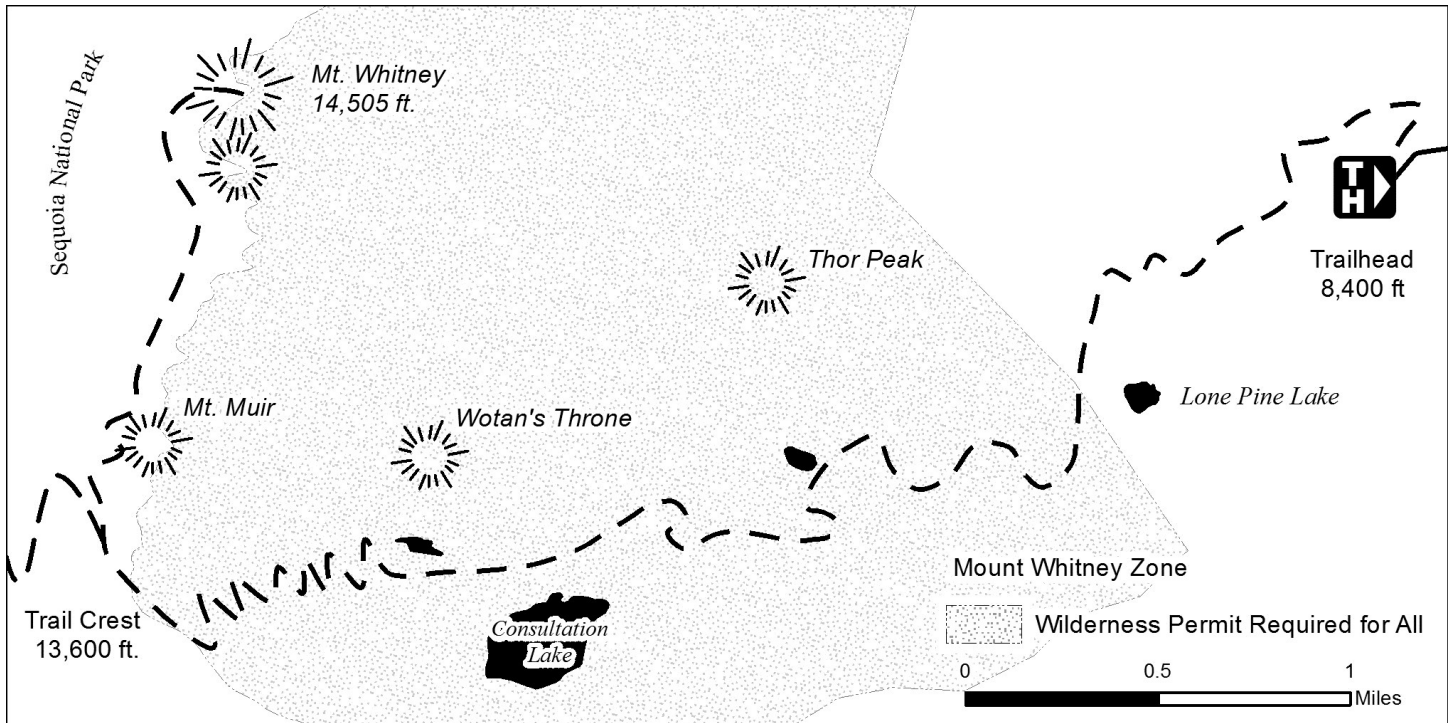 Sequoia National Park
Mt. Whitney
14,505 ft.
TH
Trailhead
8,400 ft
Thor Peak
Lone Pine Lake
Mt. Muir
Wotan's Throne
Trail Crest
13,600 ft.
Consultation
Lake
Mount Whitney Zone
Wilderness Permit Required for All
0 0.5 1
Miles